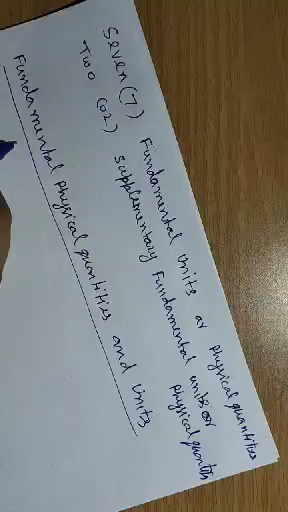 Seven (7) Fundamental units or physical quantities
Two (02) Supplementary Fundamental units or
physical quantities
Fundamental physical quantities and units